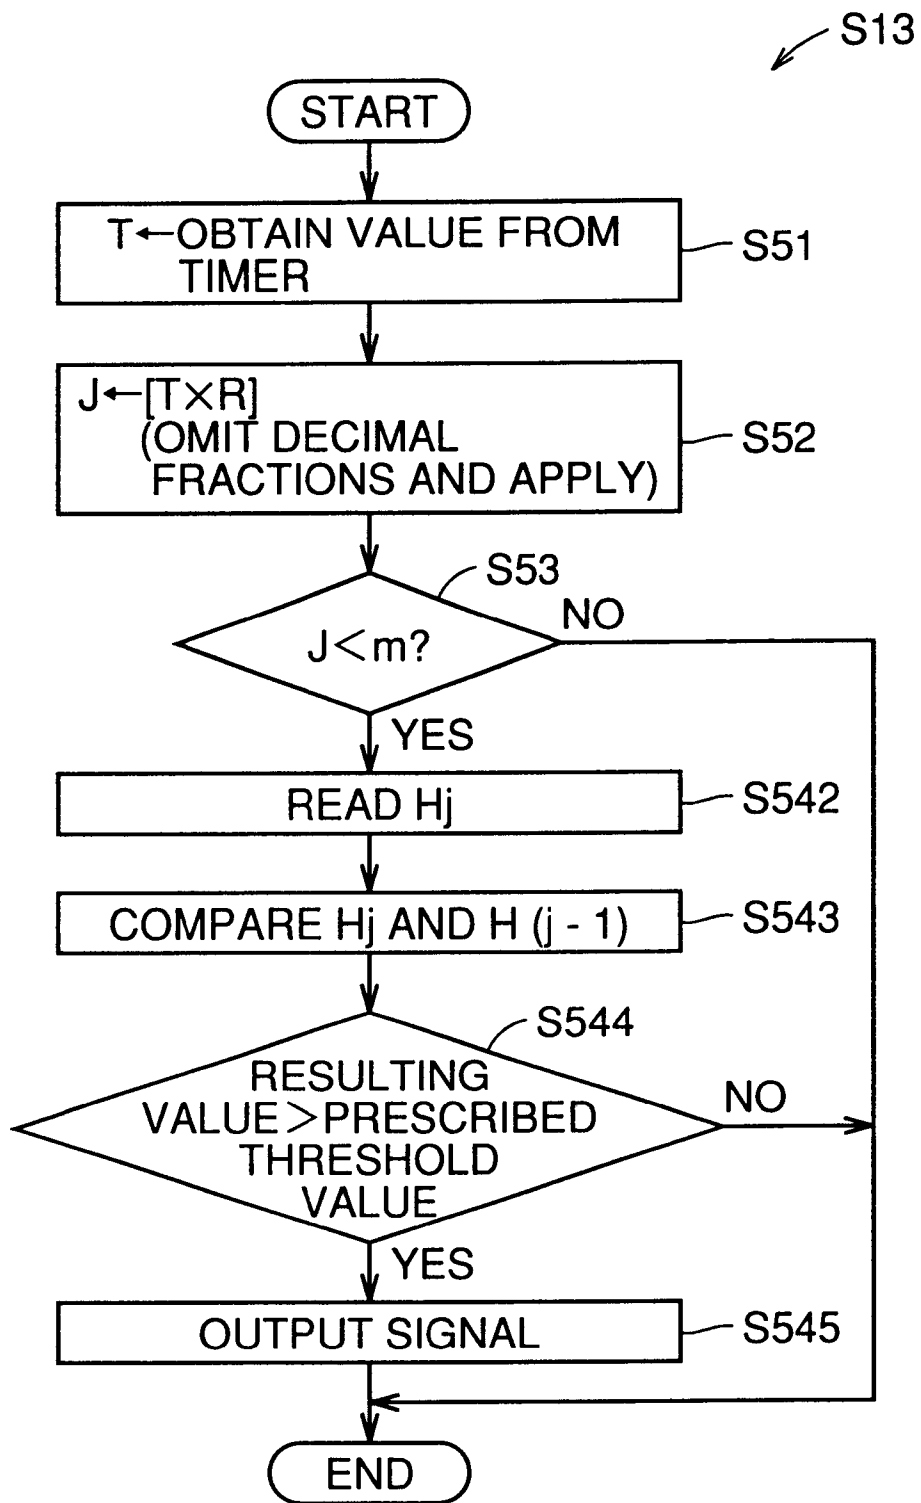 S13
START
T←OBTAIN VALUE FROM
TIMER
S51
J←[T×R]
(OMIT DECIMAL
FRACTIONS AND APPLY)
S52
S53
J<m?
NO
YES
READ Hj
S542
COMPARE Hj AND H (j - 1)
S543
S544
RESULTING
VALUE>PRESCRIBED
THRESHOLD
VALUE
NO
YES
OUTPUT SIGNAL
S545
END